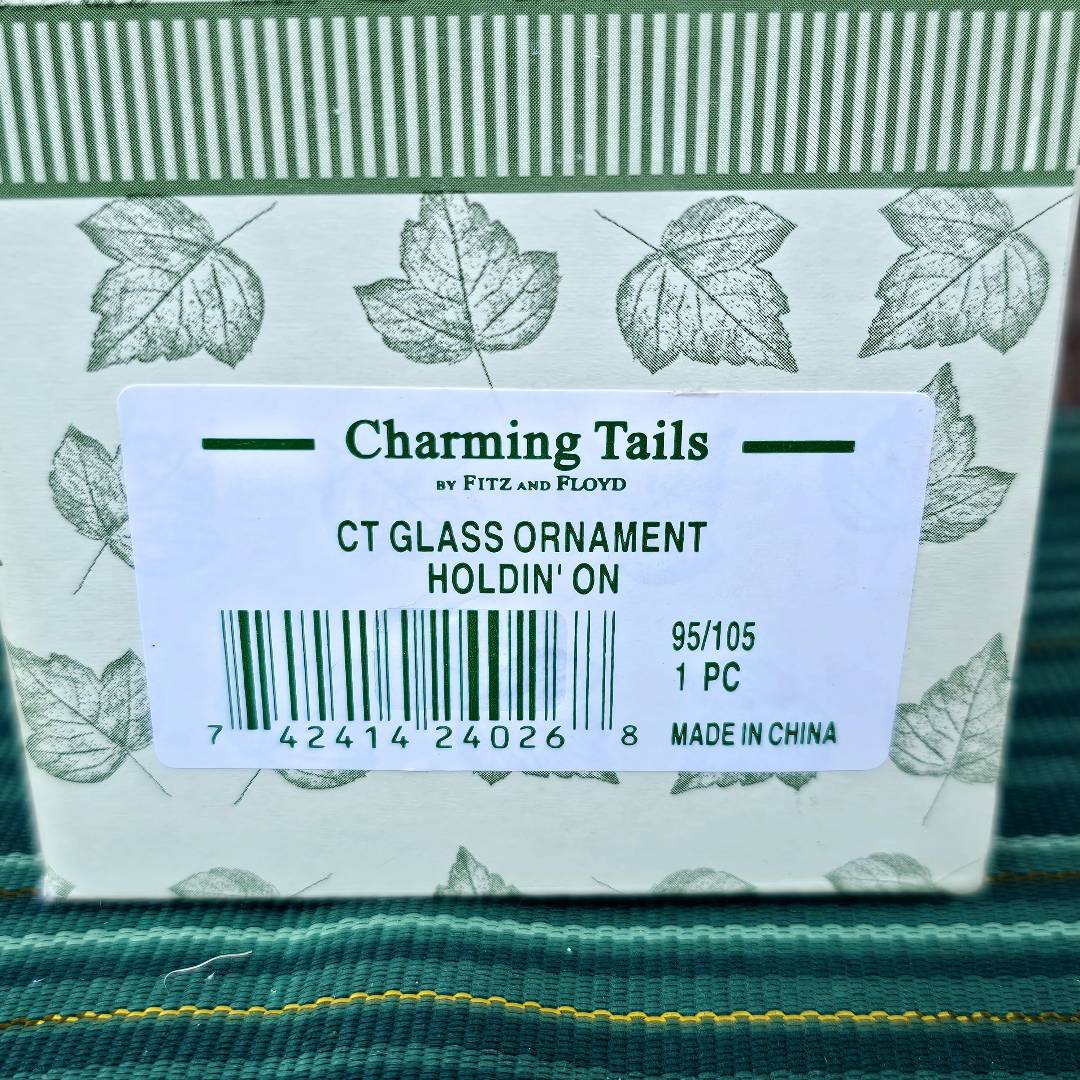 Charming Tails
BY FITZ AND FLOYD
CT GLASS ORNAMENT
HOLDIN' ON
95/105
1 PC
7 42414 24026 8
MADE IN CHINA